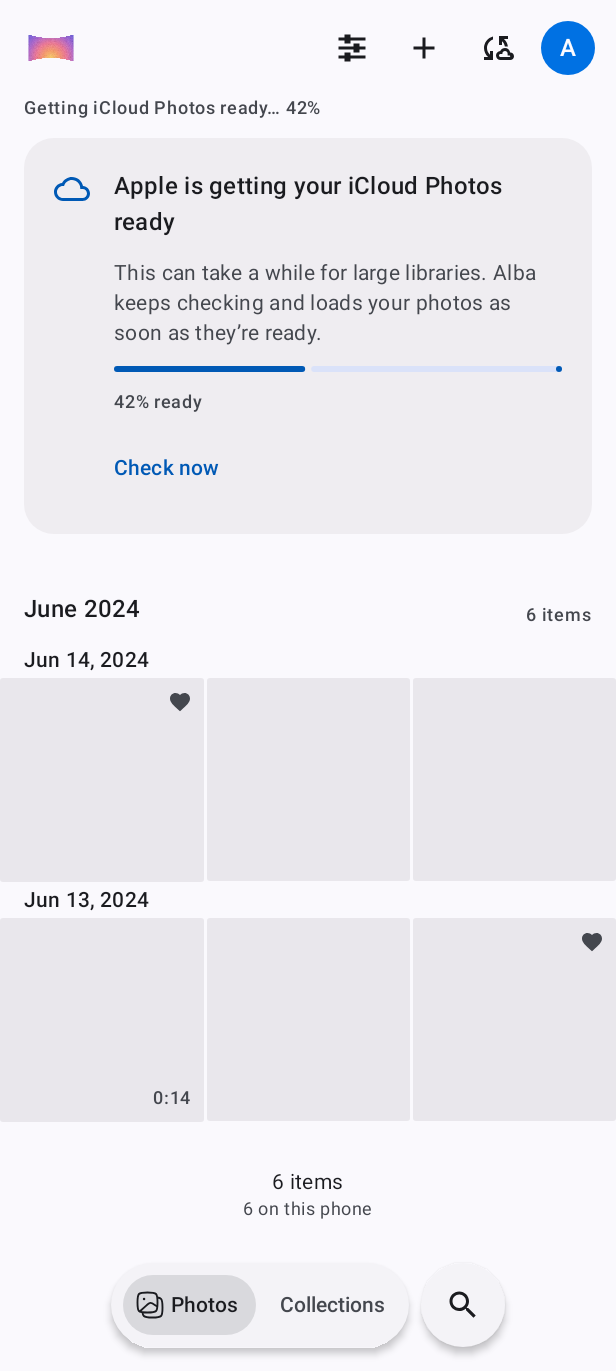 A
Getting iCloud Photos ready… 42%
Apple is getting your iCloud Photos
ready
This can take a while for large libraries. Alba
keeps checking and loads your photos as
soon as they’re ready.
42% ready
Check now
June 2024
6 items
Jun 14, 2024
Jun 13, 2024
0:14
6 items
6 on this phone
Photos
Collections